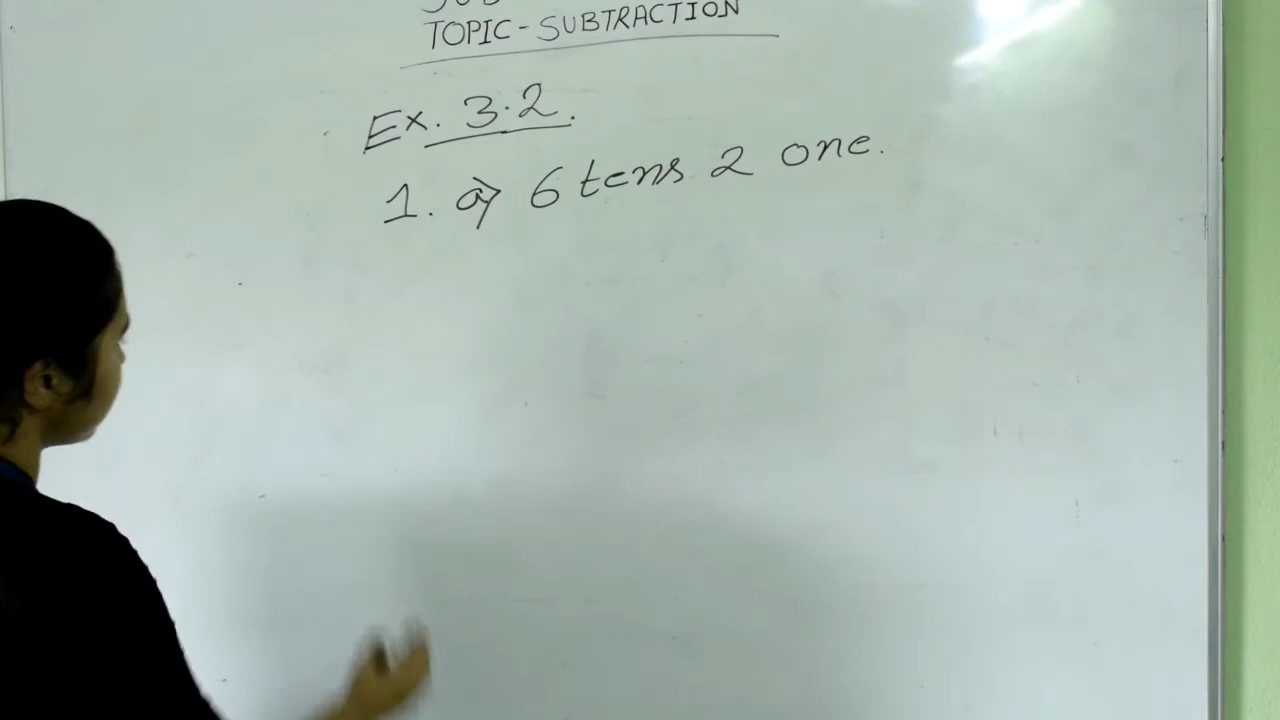 TOPIC-SUBTRACTION
Ex. 3.2.
1. a) 6 tens 2 one.